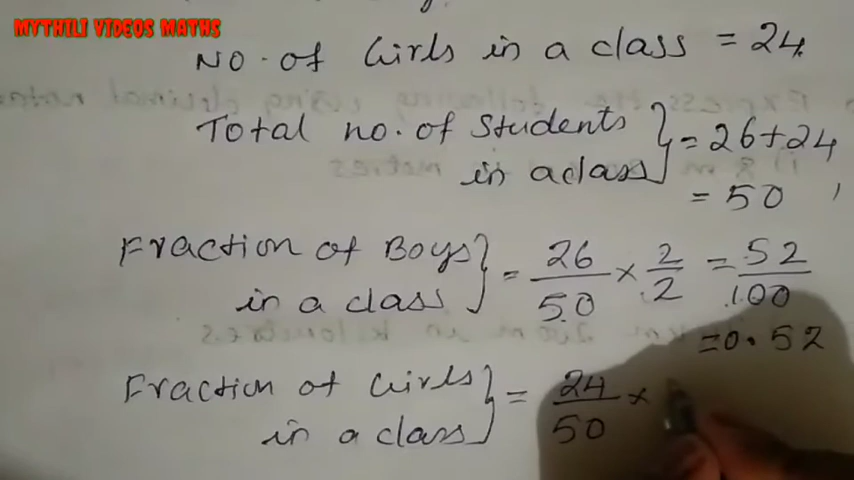 MYTHILI VIDEOS MATHS
No. of Girls in a class = 24.
Total no. of students } = 26+24
in a class
= 50
Fraction of Boys } = 26/50 × 2/2 = 52/100
in a class
= 0.52
Fraction of Girls } = 24/50 ×
in a class